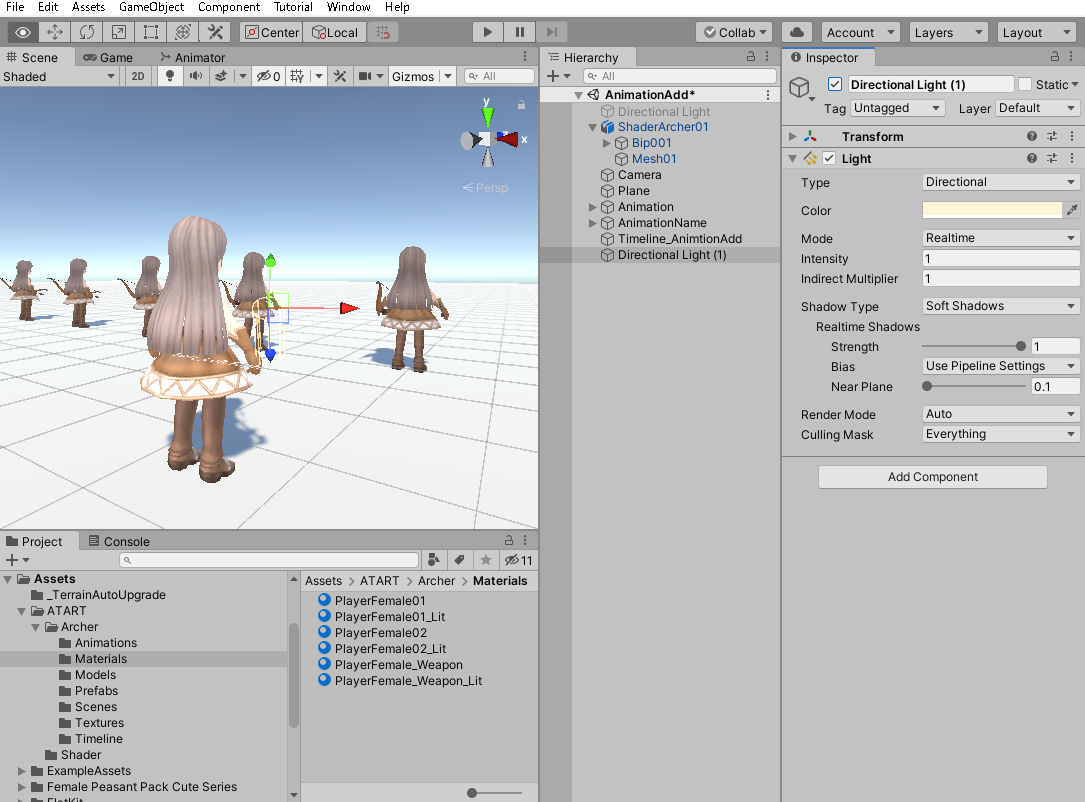 File Edit Assets GameObject Component Tutorial Window Help
Center Local Collab Account Layers Layout
Scene Game Animator
Shaded 2D 0 Gizmos All
y
x
Persp
Hierarchy
All
AnimationAdd*
Directional Light
ShaderArcher01
Bip001
Mesh01
Camera
Plane
Animation
AnimationName
Timeline_AnimtionAdd
Directional Light (1)
Inspector
Directional Light (1) Static
Tag Untagged Layer Default
Transform
Light
Type Directional
Color
Mode Realtime
Intensity 1
Indirect Multiplier 1
Shadow Type Soft Shadows
Realtime Shadows
Strength 1
Bias Use Pipeline Settings
Near Plane 0.1
Render Mode Auto
Culling Mask Everything
Add Component
Project Console
11
Assets
_TerrainAutoUpgrade
ATART
Archer
Animations
Materials
Models
Prefabs
Scenes
Textures
Timeline
Shader
ExampleAssets
Female Peasant Pack Cute Series
Assets > ATART > Archer > Materials
PlayerFemale01
PlayerFemale01_Lit
PlayerFemale02
PlayerFemale02_Lit
PlayerFemale_Weapon
PlayerFemale_Weapon_Lit